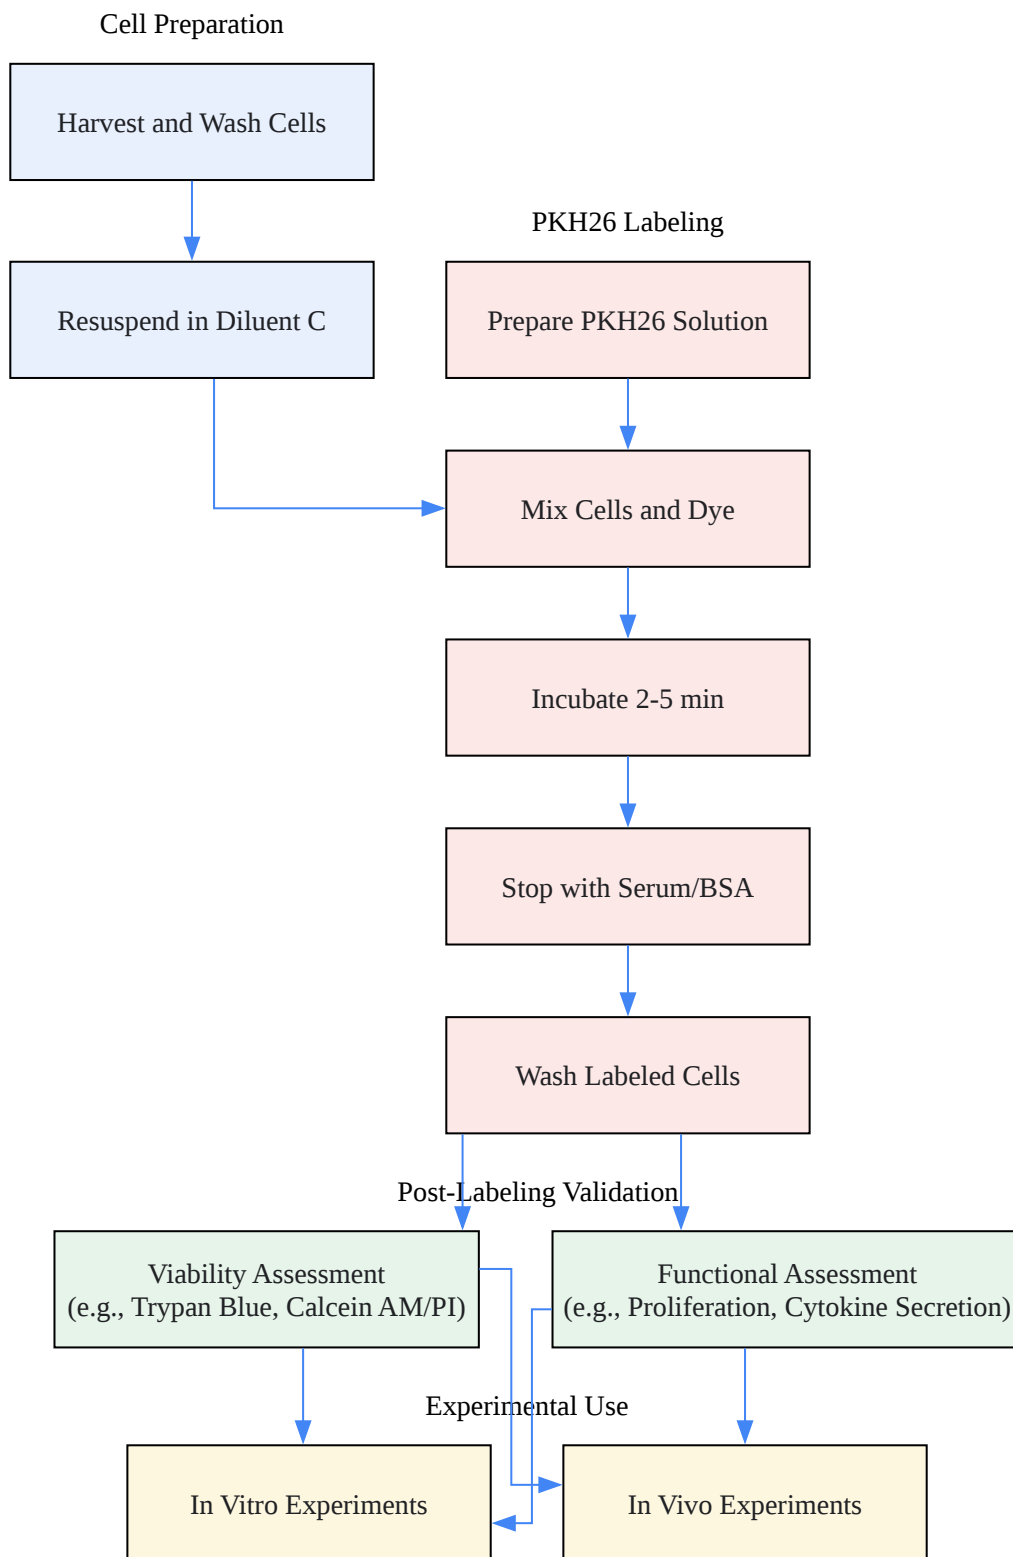 Cell Preparation
Harvest and Wash Cells
PKH26 Labeling
Resuspend in Diluent C
Prepare PKH26 Solution
Mix Cells and Dye
Incubate 2-5 min
Stop with Serum/BSA
Wash Labeled Cells
Post-Labeling Validation
Viability Assessment
(e.g., Trypan Blue, Calcein AM/PI)
Functional Assessment
(e.g., Proliferation, Cytokine Secretion)
Experimental Use
In Vitro Experiments
In Vivo Experiments